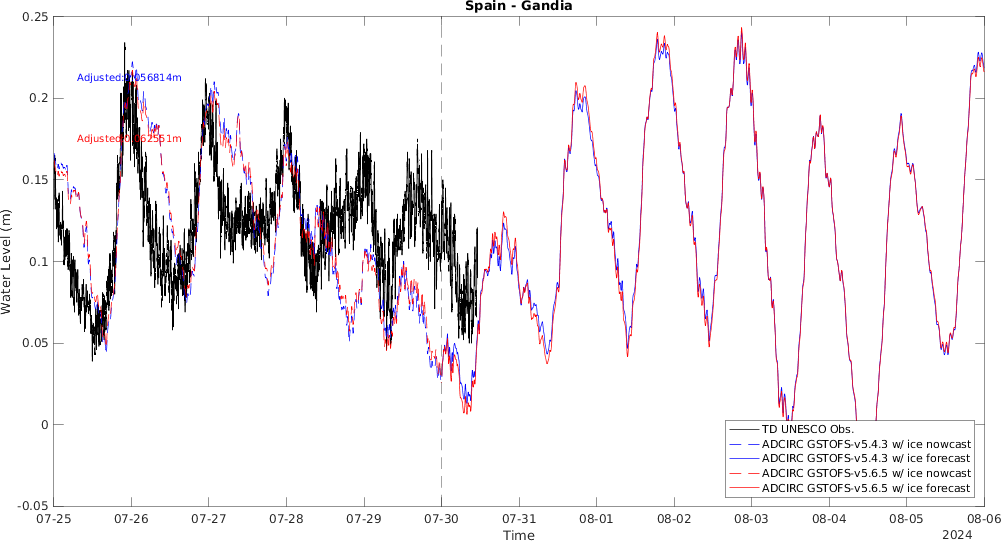 Spain - Gandia
0.25
0.2
0.15
0.1
0.05
0
-0.05
Water Level (m)
Adjusted:0.056814m
Adjusted:0.062551m
TD UNESCO Obs.
ADCIRC GSTOFS-v5.4.3 w/ ice nowcast
ADCIRC GSTOFS-v5.4.3 w/ ice forecast
ADCIRC GSTOFS-v5.6.5 w/ ice nowcast
ADCIRC GSTOFS-v5.6.5 w/ ice forecast
07-25 07-26 07-27 07-28 07-29 07-30 07-31 08-01 08-02 08-03 08-04 08-05 08-06
Time
2024